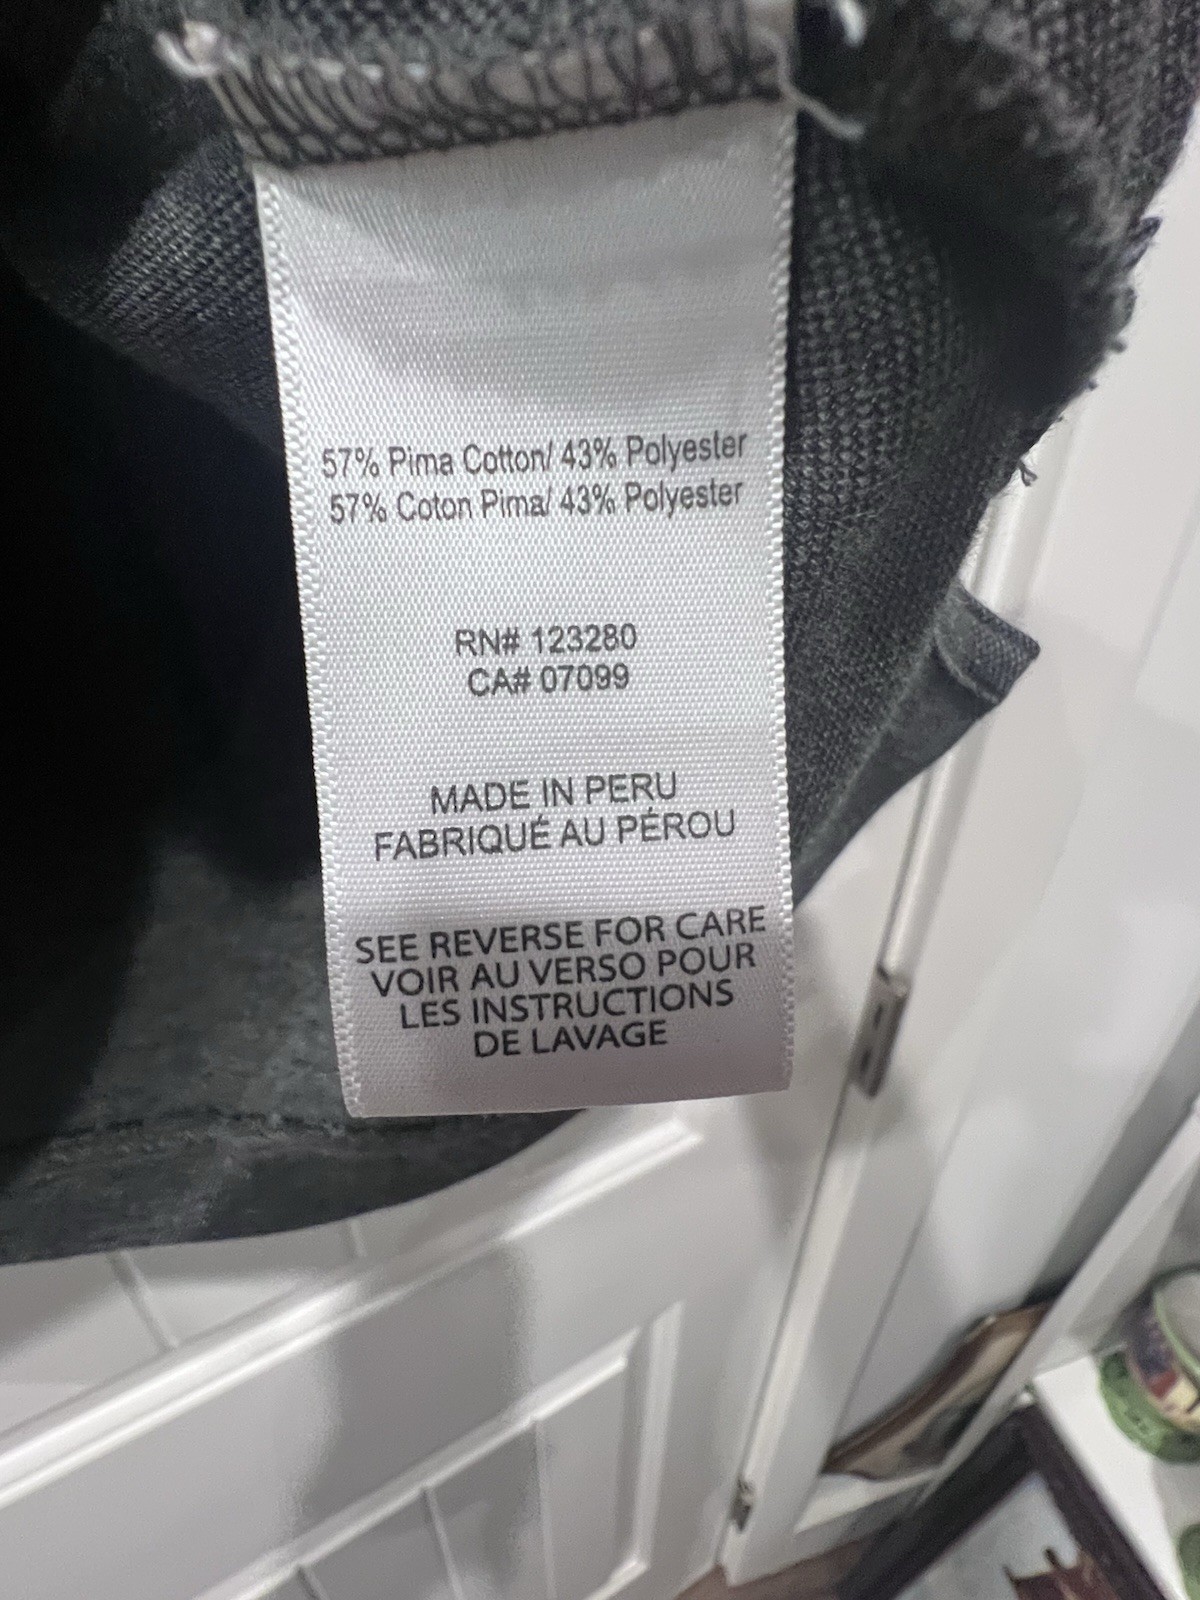 57% Pima Cotton/ 43% Polyester
57% Coton Pima/ 43% Polyester
RN# 123280
CA# 07099
MADE IN PERU
FABRIQUÉ AU PÉROU
SEE REVERSE FOR CARE
VOIR AU VERSO POUR
LES INSTRUCTIONS
DE LAVAGE